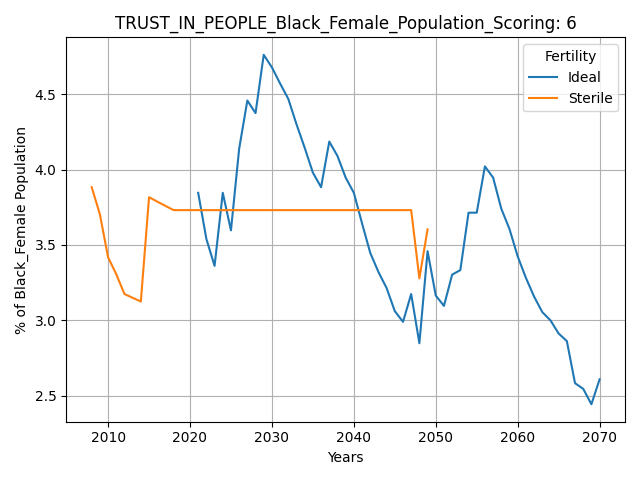 TRUST_IN_PEOPLE_Black_Female_Population_Scoring: 6
Fertility
Ideal
Sterile
% of Black_Female Population
4.5
4.0
3.5
3.0
2.5
2010 2020 2030 2040 2050 2060 2070
Years